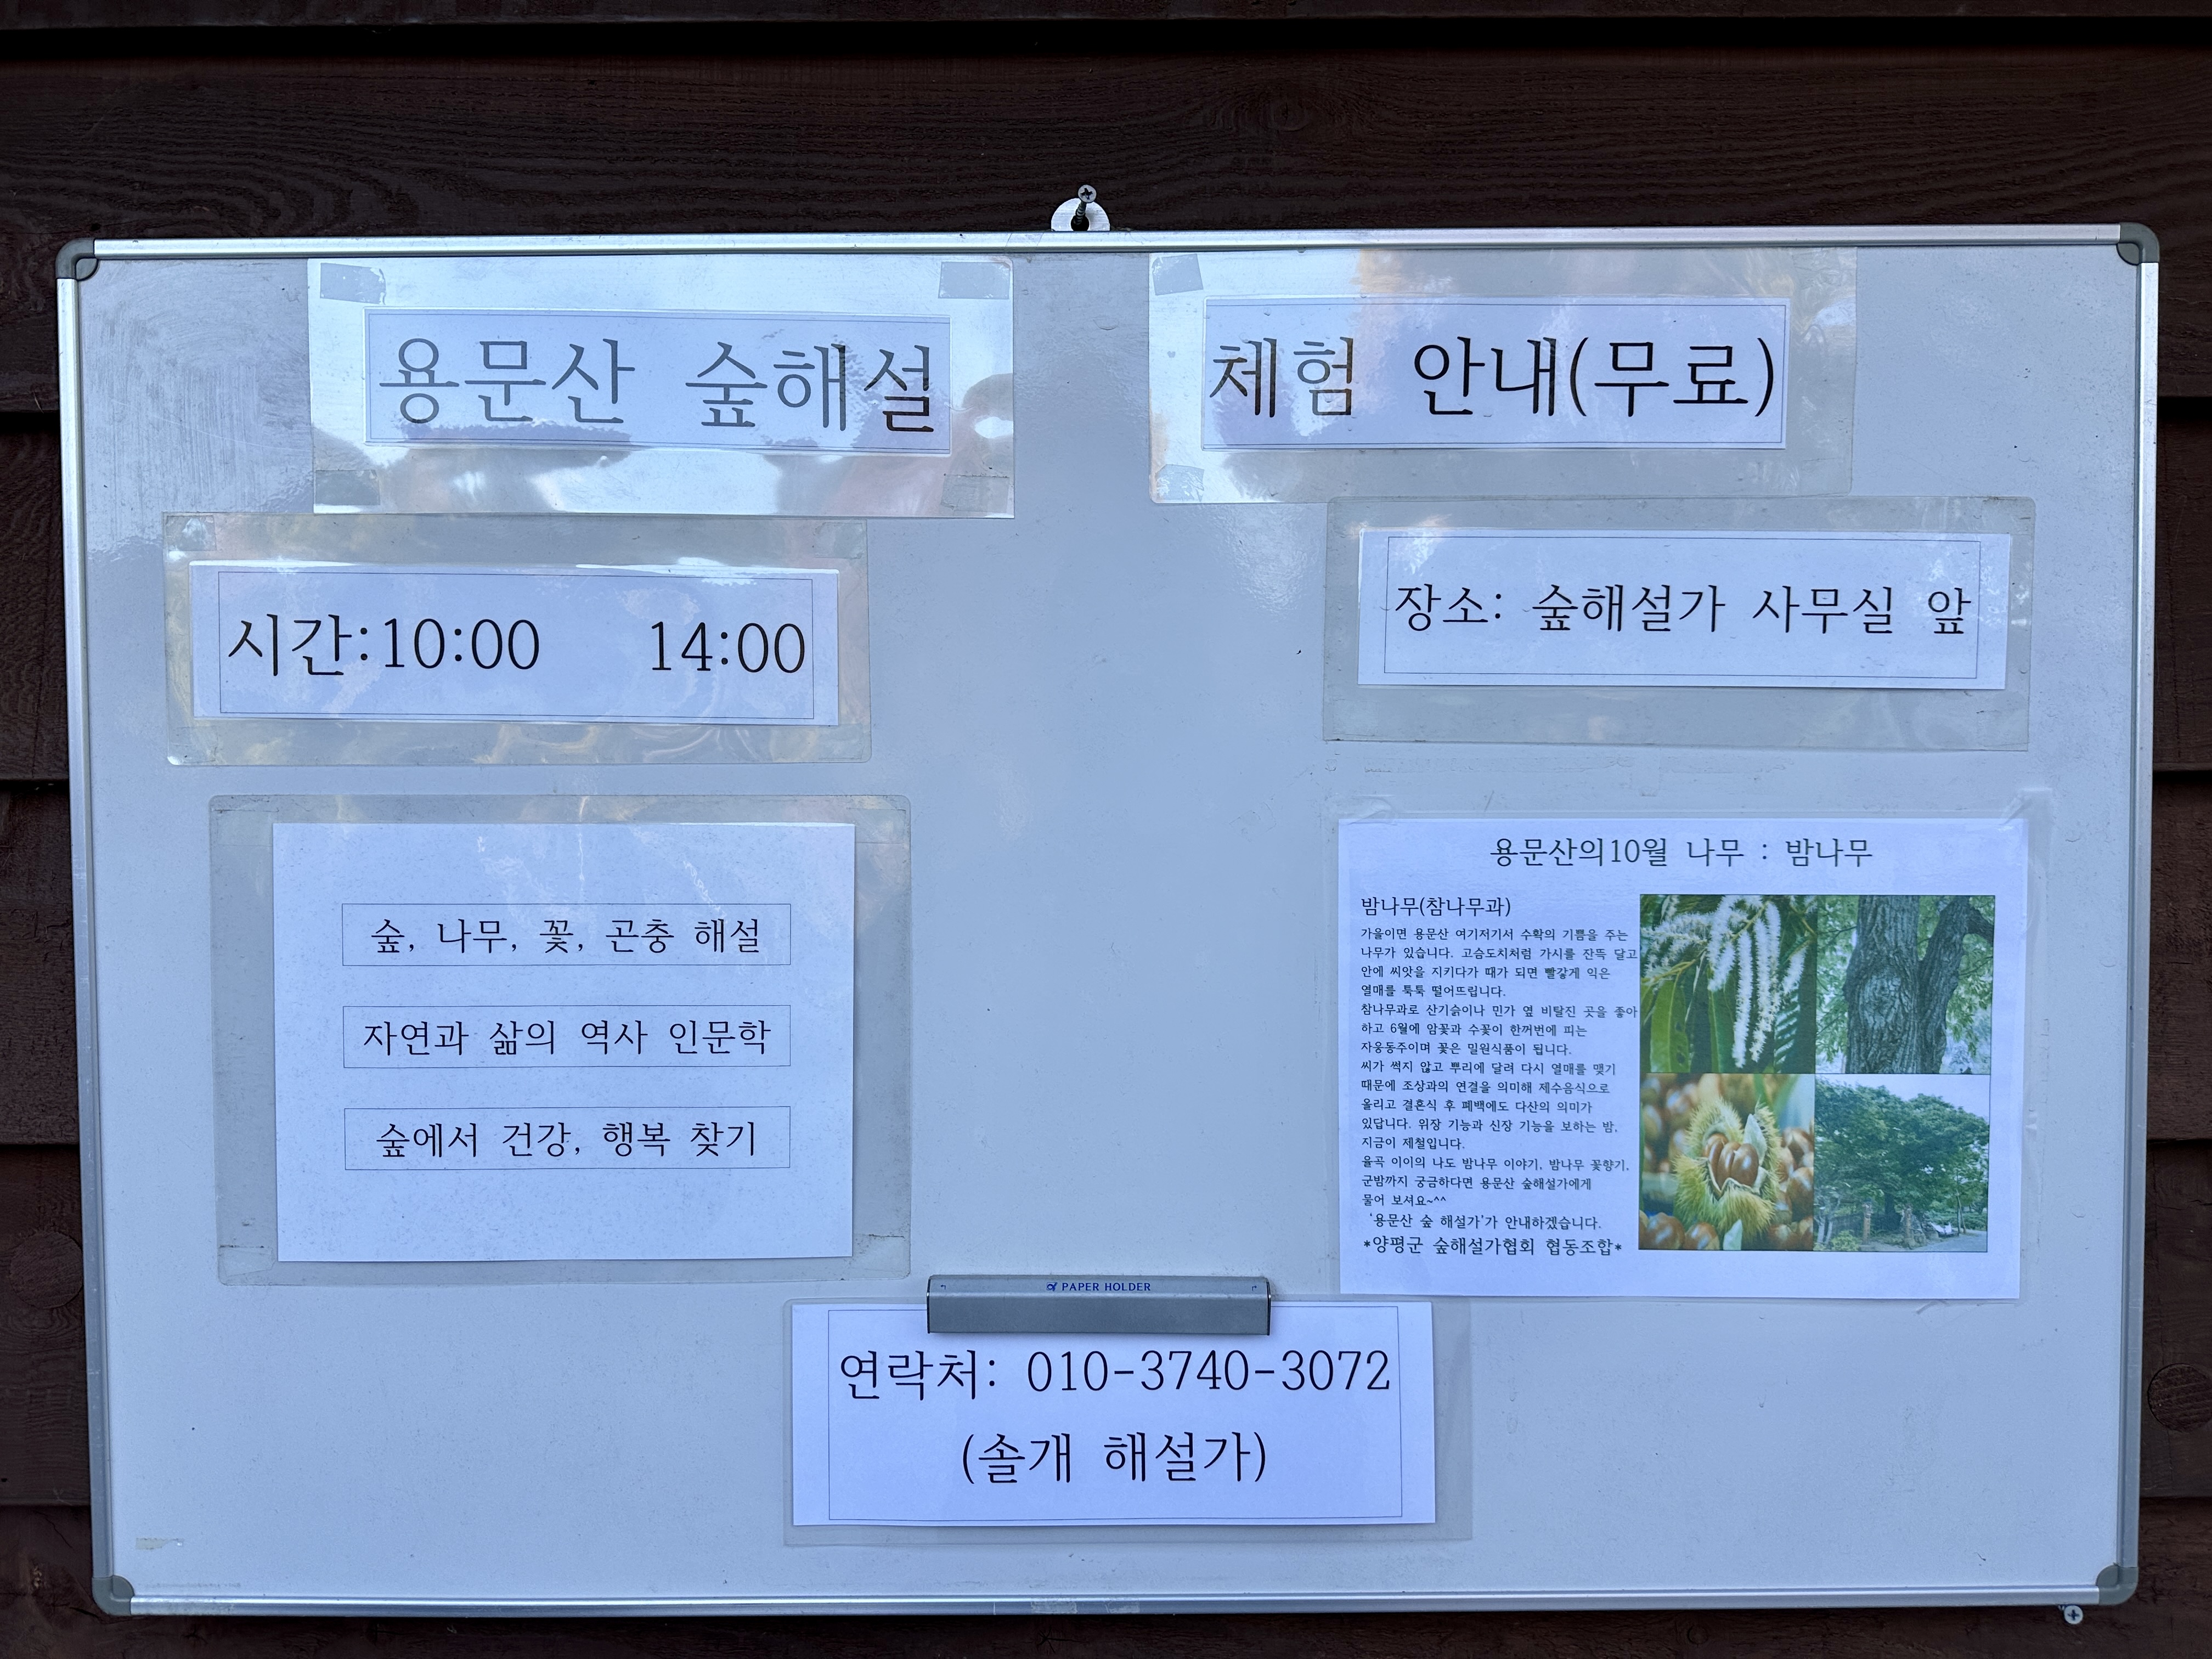 용문산 숲해설
체험 안내(무료)
시간:10:00 14:00
장소: 숲해설가 사무실 앞
숲, 나무, 꽃, 곤충 해설
자연과 삶의 역사 인문학
숲에서 건강, 행복 찾기
용문산의10월 나무 : 밤나무
밤나무(참나무과)
가을이면 용문산 여기저기서 수확의 기쁨을 주는
나무가 있습니다. 고슴도치처럼 가시를 잔뜩 달고
안에 씨앗을 지키다가 때가 되면 빨갛게 익은
열매를 툭툭 떨어뜨립니다.
참나무과로 산기슭이나 민가 옆 비탈진 곳을 좋아
하고 6월에 암꽃과 수꽃이 한꺼번에 피는
자웅동주이며 꽃은 밀원식품이 됩니다.
씨가 썩지 않고 뿌리에 달려 다시 열매를 맺기
때문에 조상과의 연결을 의미해 제수음식으로
올리고 결혼식 후 폐백에도 다산의 의미가
있답니다. 위장 기능과 신장 기능을 보하는 밤,
지금이 제철입니다.
율곡 이이의 나도 밤나무 이야기, 밤나무 꽃향기,
군밤까지 궁금하다면 용문산 숲해설가에게
물어 보셔요~^^
'용문산 숲 해설가'가 안내하겠습니다.
*양평군 숲해설가협회 협동조합*
PAPER HOLDER
연락처: 010-3740-3072
(솔개 해설가)